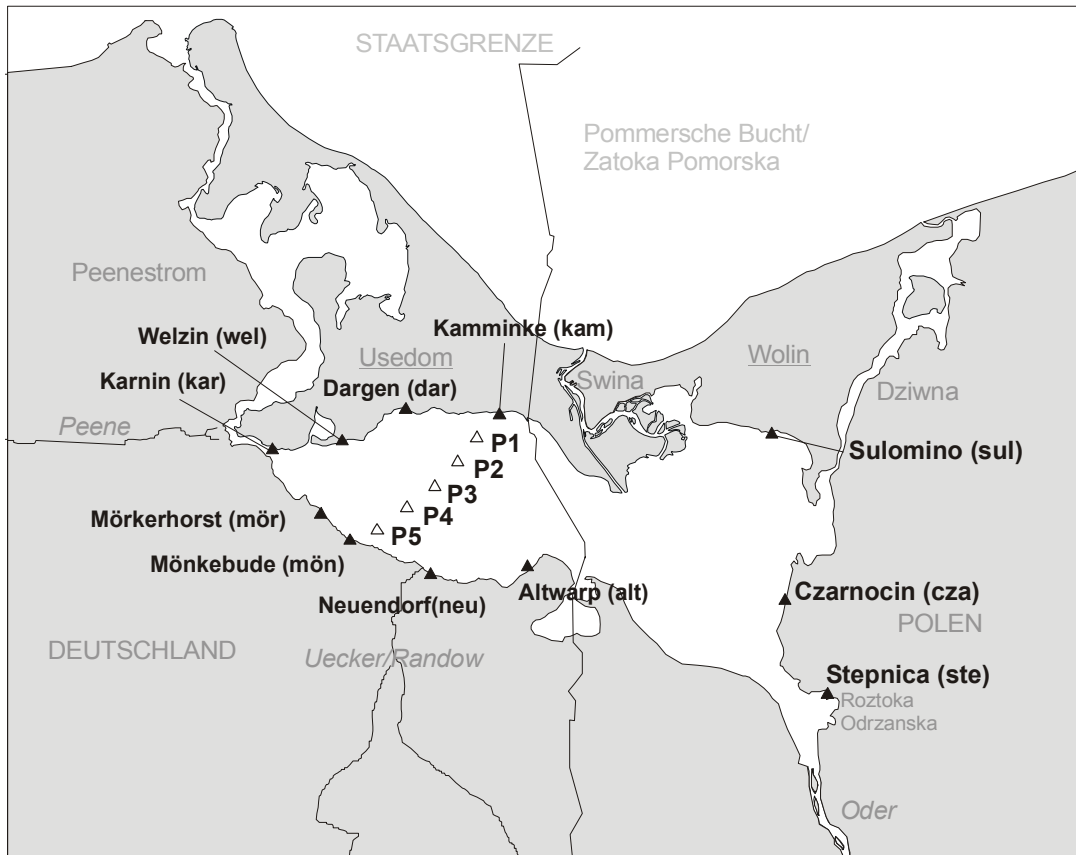 STAATSGRENZE
Pommersche Bucht/
Zatoka Pomorska
Peenestrom
Kamminke (kam)
Welzin (wel)
Usedom
Wolin
Karnin (kar)
Dargen (dar)
Swina
Dziwna
Peene
P1
Sulomino (sul)
P2
P3
P4
Mörkerhorst (mör)
P5
Mönkebude (mön)
Neuendorf(neu)
Altwarp (alt)
Czarnocin (cza)
POLEN
DEUTSCHLAND
Uecker/Randow
Stepnica (ste)
Roztoka
Odrzanska
Oder